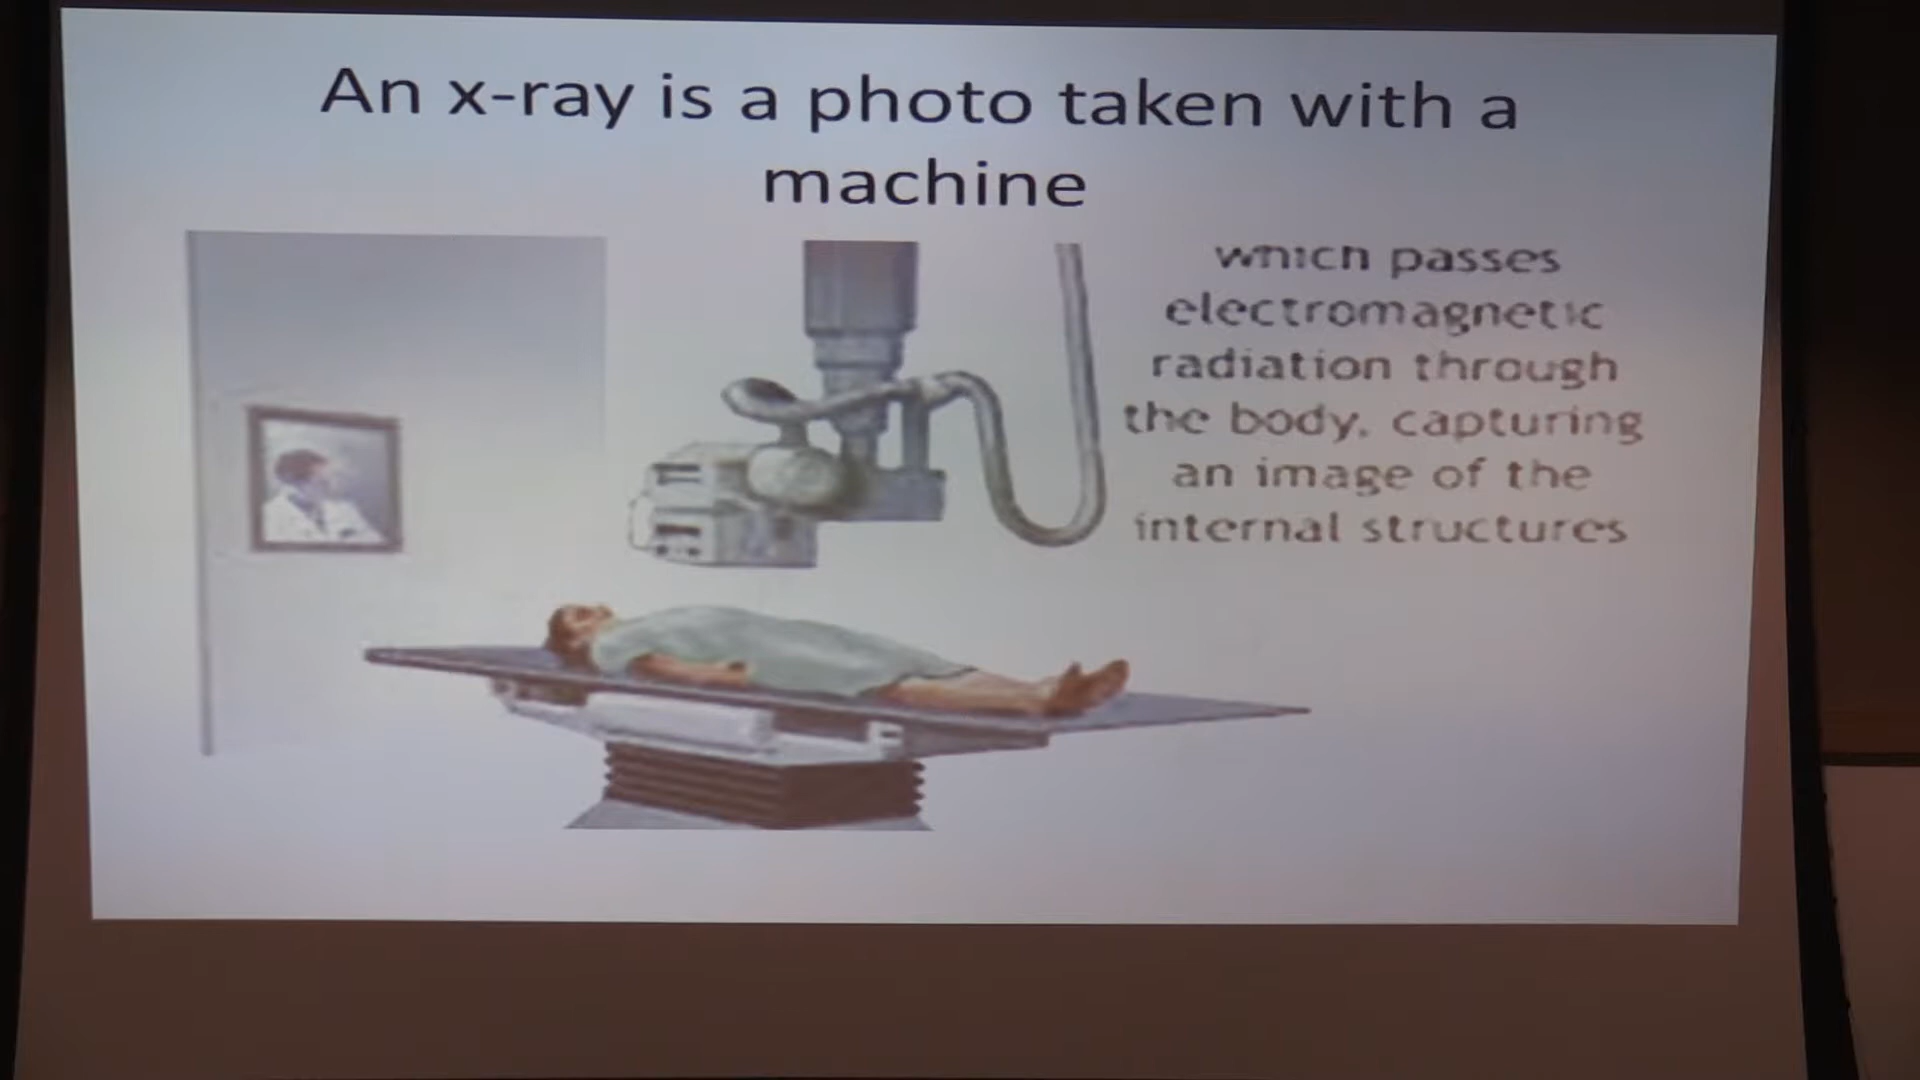 An x-ray is a photo taken with a
machine
which passes
electromagnetic
radiation through
the body, capturing
an image of the
internal structures